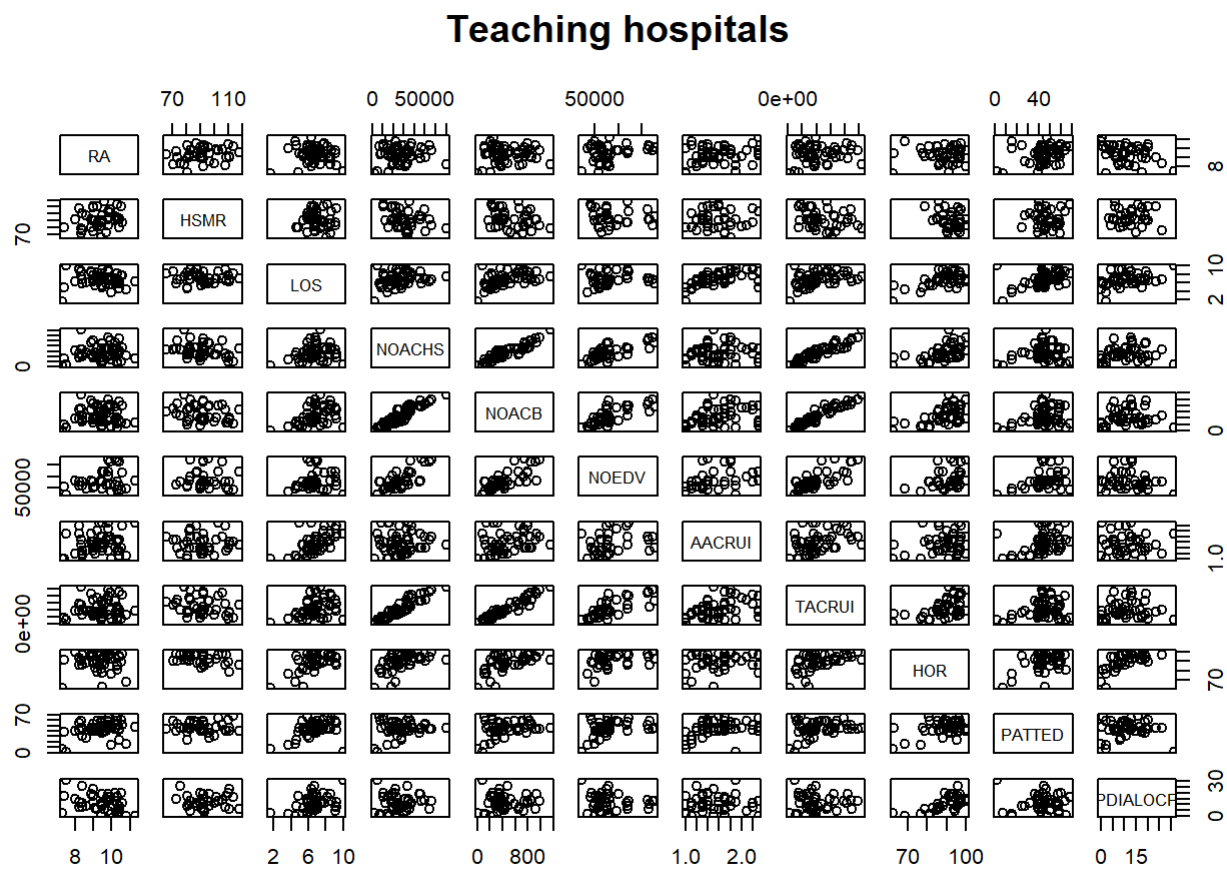 Teaching hospitals
70 110 0 50000 50000 0e+00 0 40
RA 8
70 HSMR
LOS 2 10
0 NOACHS
NOACB 0
50000 NOEDV
AACRUI 1.0
0e+00 TACRUI
HOR 70
0 70 PATTED
PDIALOCF 0 30
8 10 2 6 10 0 800 1.0 2.0 70 100 0 15